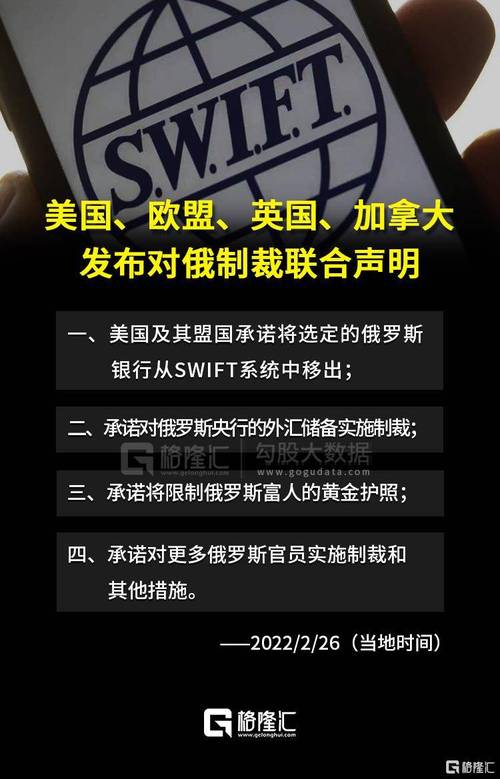 S.W.I.F.T.
美国、欧盟、英国、加拿大
发布对俄制裁联合声明
一、美国及其盟国承诺将选定的俄罗斯
银行从SWIFT系统中移出；
二、承诺对俄罗斯央行的外汇储备实施制裁；
格隆汇 勾股大数据
www.gelonghui.com www.gogudata.com
三、承诺将限制俄罗斯富人的黄金护照；
四、承诺对更多俄罗斯官员实施制裁和
其他措施。
——2022/2/26（当地时间）
格隆汇
www.gelonghui.com
格隆汇